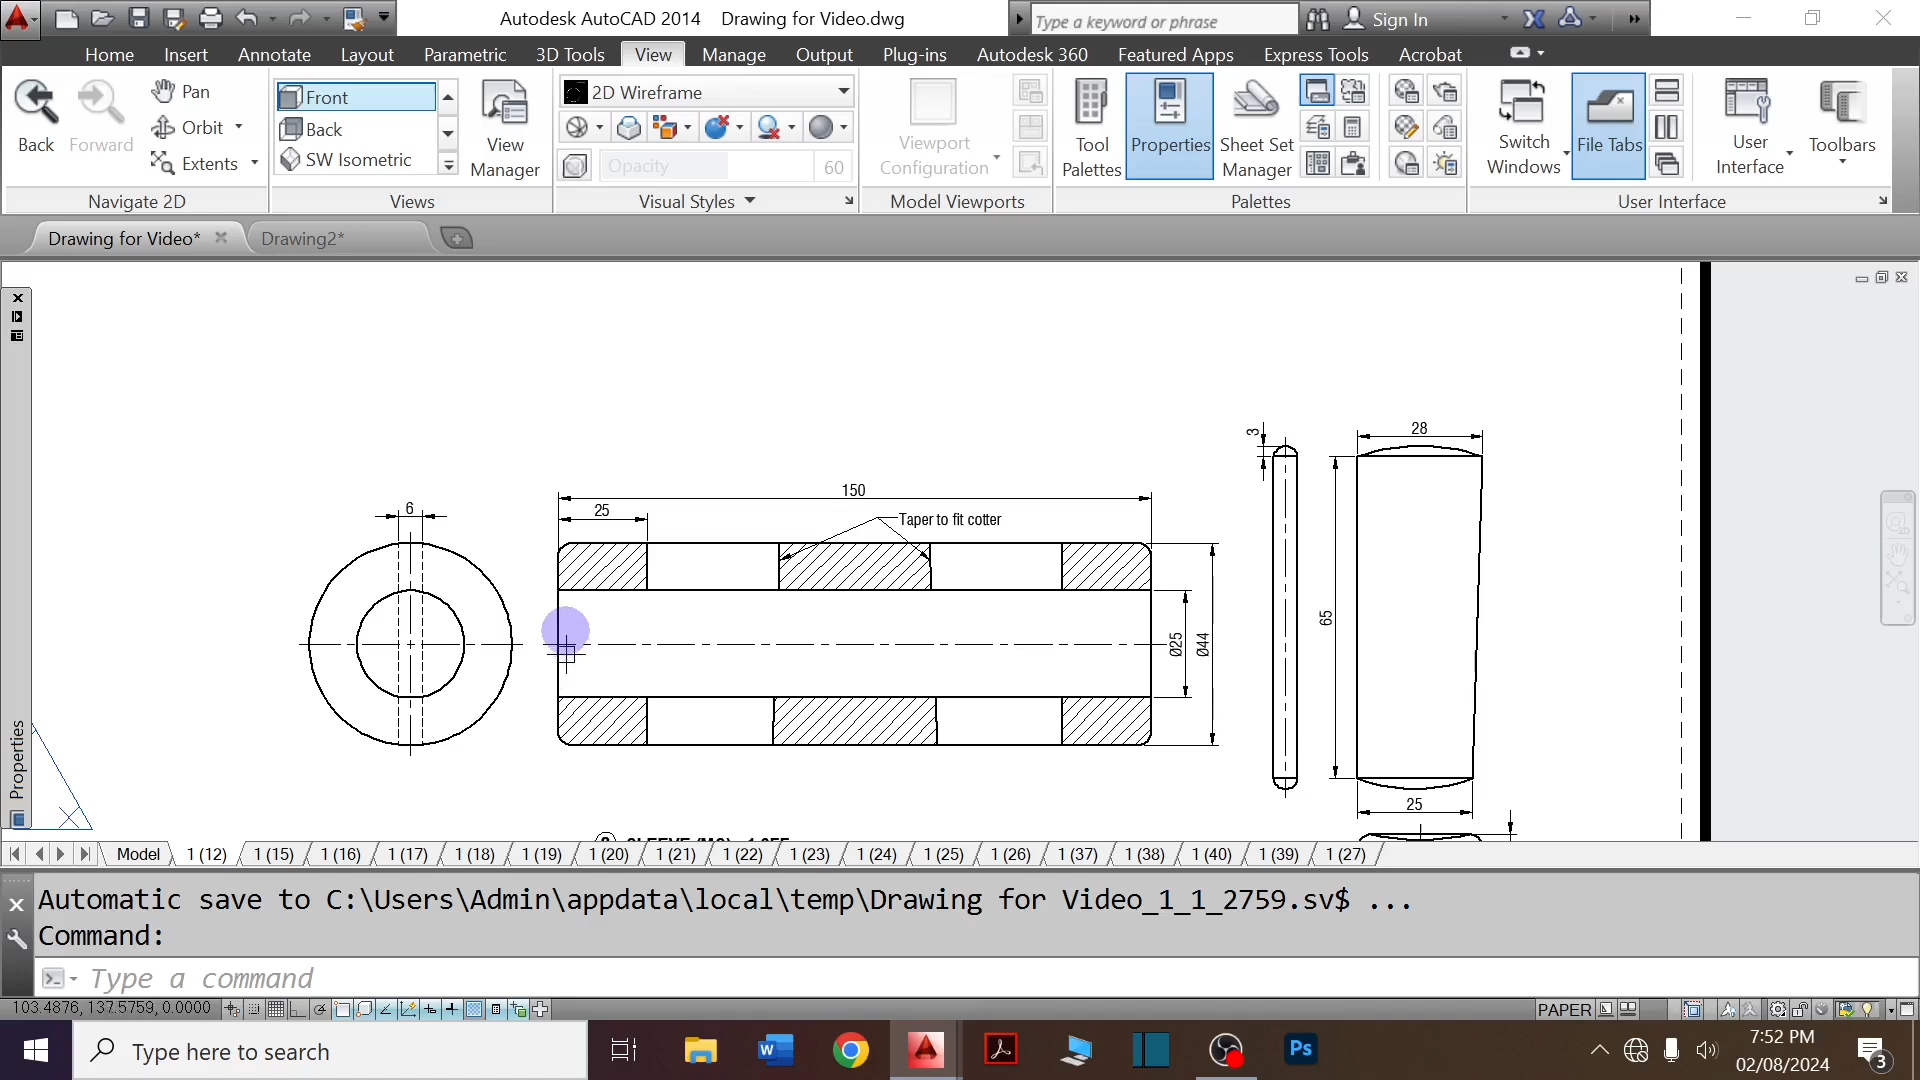 Autodesk AutoCAD 2014 Drawing for Video.dwg
Type a keyword or phrase
Sign In
Home Insert Annotate Layout Parametric 3D Tools View Manage Output Plug-ins Autodesk 360 Featured Apps Express Tools Acrobat
Back
Forward
Pan
Orbit
Extents
Navigate 2D
Front
Back
SW Isometric
View Manager
Views
2D Wireframe
Opacity 60
Visual Styles
Viewport Configuration
Model Viewports
Tool Palettes
Properties
Sheet Set Manager
Palettes
Switch Windows
File Tabs
User Interface
Toolbars
User Interface
Drawing for Video*
Drawing2*
Properties
6
150
25
Taper to fit cotter
Ø25
Ø44
3
28
65
25
Model 1 (12) 1 (15) 1 (16) 1 (17) 1 (18) 1 (19) 1 (20) 1 (21) 1 (22) 1 (23) 1 (24) 1 (25) 1 (26) 1 (37) 1 (38) 1 (40) 1 (39) 1 (27)
Automatic save to C:\Users\Admin\appdata\local\temp\Drawing for Video_1_1_2759.sv$ ...
Command:
Type a command
103.4876, 137.5759, 0.0000
PAPER
Type here to search
W
Ps
7:52 PM
02/08/2024
3